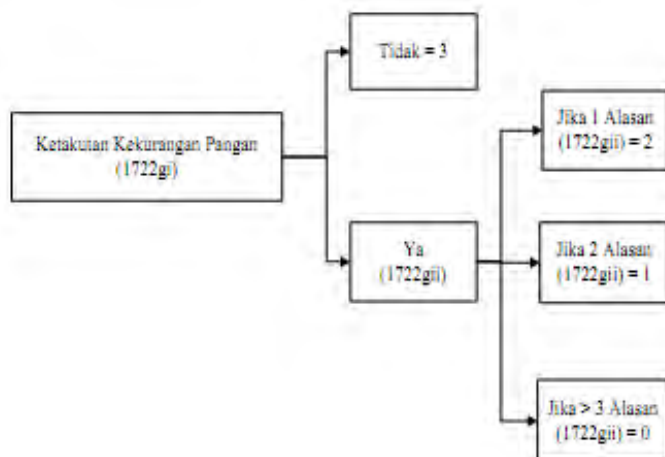 Tidak = 3
Ketakutan Kekurangan Pangan
(1722gi)
Ya
(1722gii)
Jika 1 Alasan
(1722gii) = 2
Jika 2 Alasan
(1722gii) = 1
Jika > 3 Alasan
(1722gii) = 0